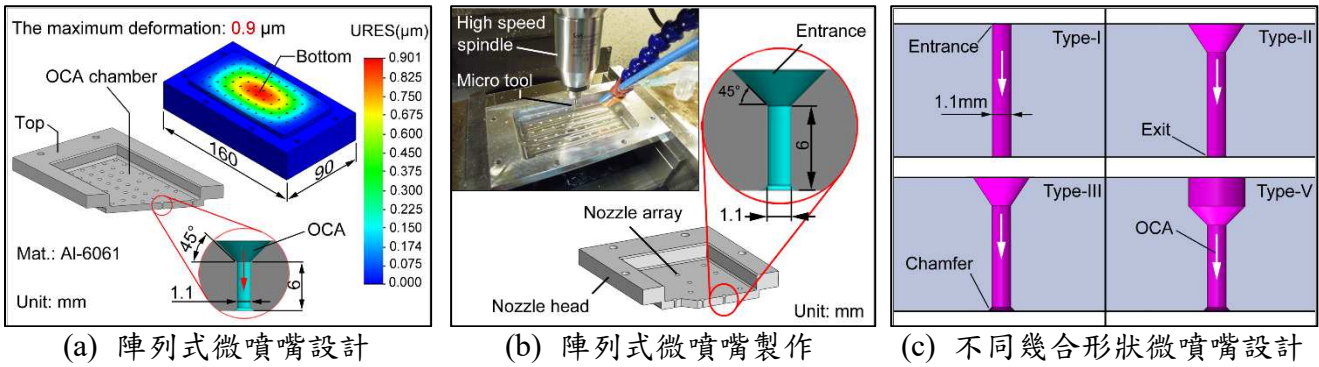 The maximum deformation: 0.9 μm
URES(μm)
OCA chamber
Bottom
Top
160
90
0.901
0.825
0.750
0.675
0.600
0.525
0.451
0.375
0.300
0.225
0.150
0.174
0.075
0.000
Mat.: Al-6061
Unit: mm
45°
OCA
1.1
6
(a) 陣列式微噴嘴設計
High speed
spindle
Micro tool
Entrance
45°
6
1.1
Nozzle array
Nozzle head
Unit: mm
(b) 陣列式微噴嘴製作
Entrance
Type-I
1.1mm
Type-II
Exit
Type-III
Chamfer
Type-V
OCA
(c) 不同幾合形狀微噴嘴設計